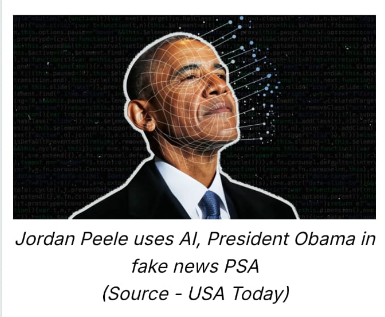 Jordan Peele uses AI, President Obama in
fake news PSA
(Source - USA Today)